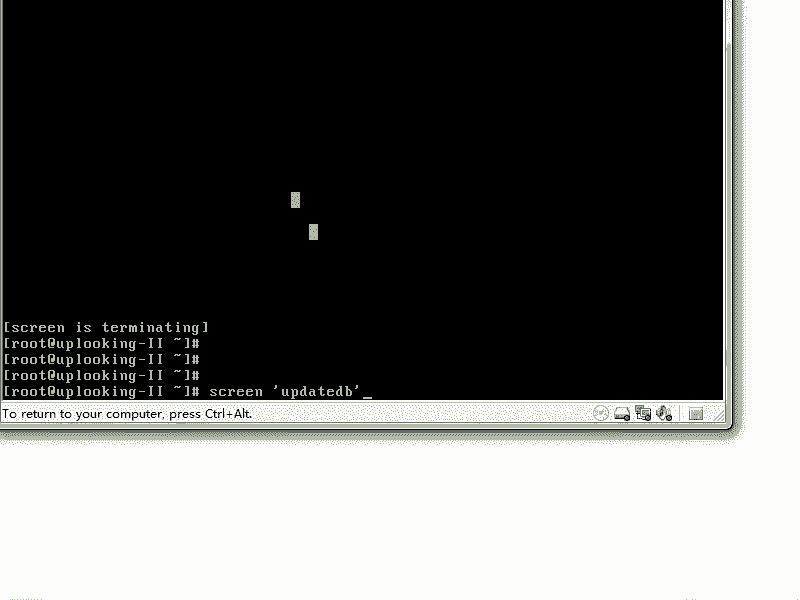 [screen is terminating]
[root@uplooking-II ~]#
[root@uplooking-II ~]#
[root@uplooking-II ~]#
[root@uplooking-II ~]# screen 'updatedb'_
To return to your computer, press Ctrl+Alt.